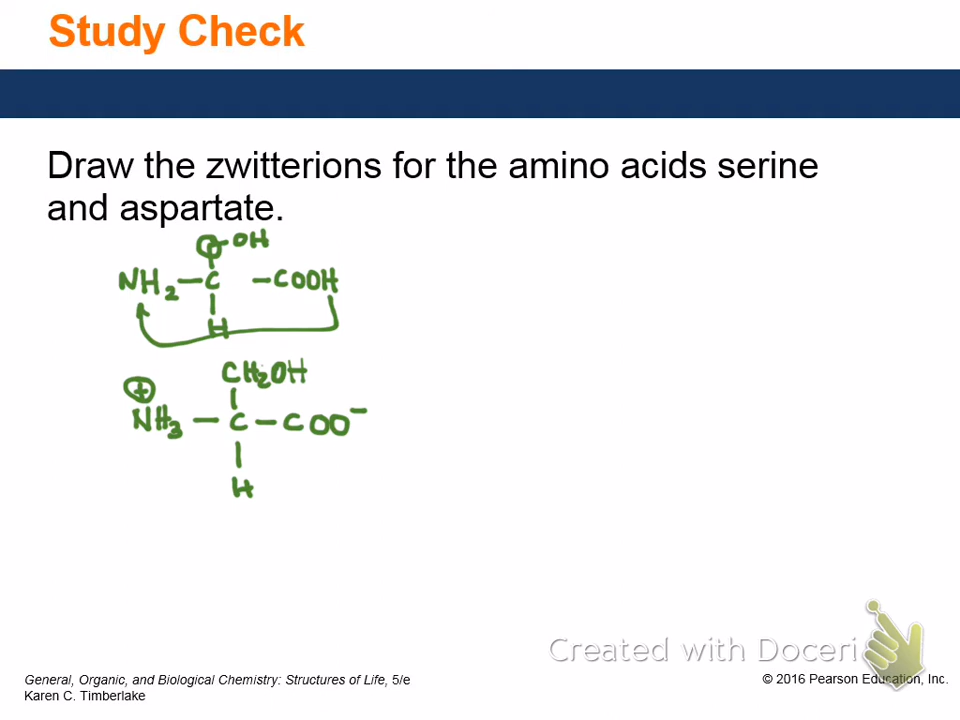 Study Check
Draw the zwitterions for the amino acids serine
and aspartate.
OH
NH2 — C — COOH
H
CH2OH
+
NH3 — C — COO−
H
Created with Doceri
General, Organic, and Biological Chemistry: Structures of Life, 5/e
Karen C. Timberlake
© 2016 Pearson Education, Inc.